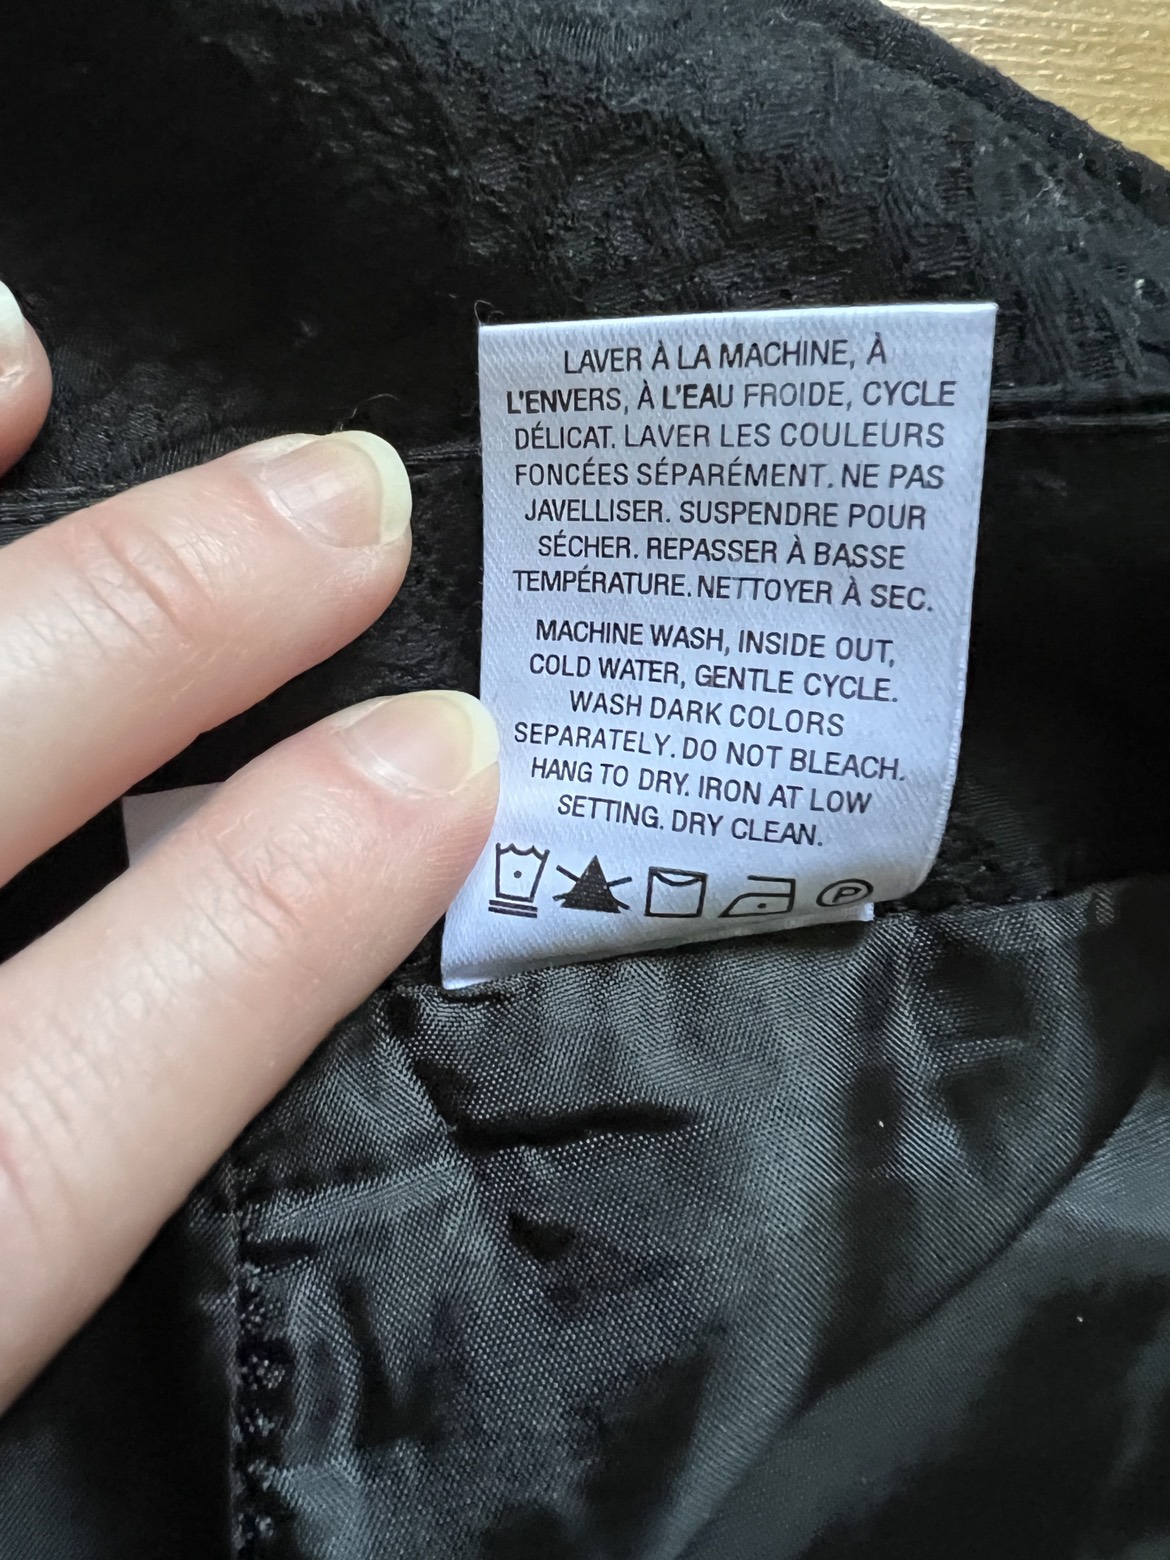 LAVER À LA MACHINE, À
L'ENVERS, À L'EAU FROIDE, CYCLE
DÉLICAT. LAVER LES COULEURS
FONCÉES SÉPARÉMENT. NE PAS
JAVELLISER. SUSPENDRE POUR
SÉCHER. REPASSER À BASSE
TEMPÉRATURE. NETTOYER À SEC.
MACHINE WASH, INSIDE OUT,
COLD WATER, GENTLE CYCLE.
WASH DARK COLORS
SEPARATELY. DO NOT BLEACH.
HANG TO DRY. IRON AT LOW
SETTING. DRY CLEAN.
P